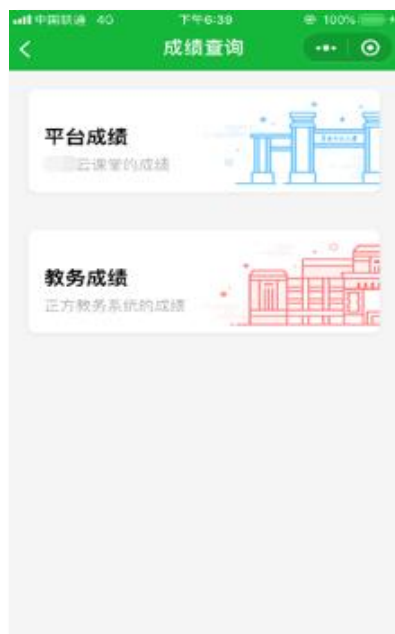 中国联通 4G 下午6:39 100%
成绩查询
平台成绩
云课堂的成绩
教务成绩
正方教务系统的成绩